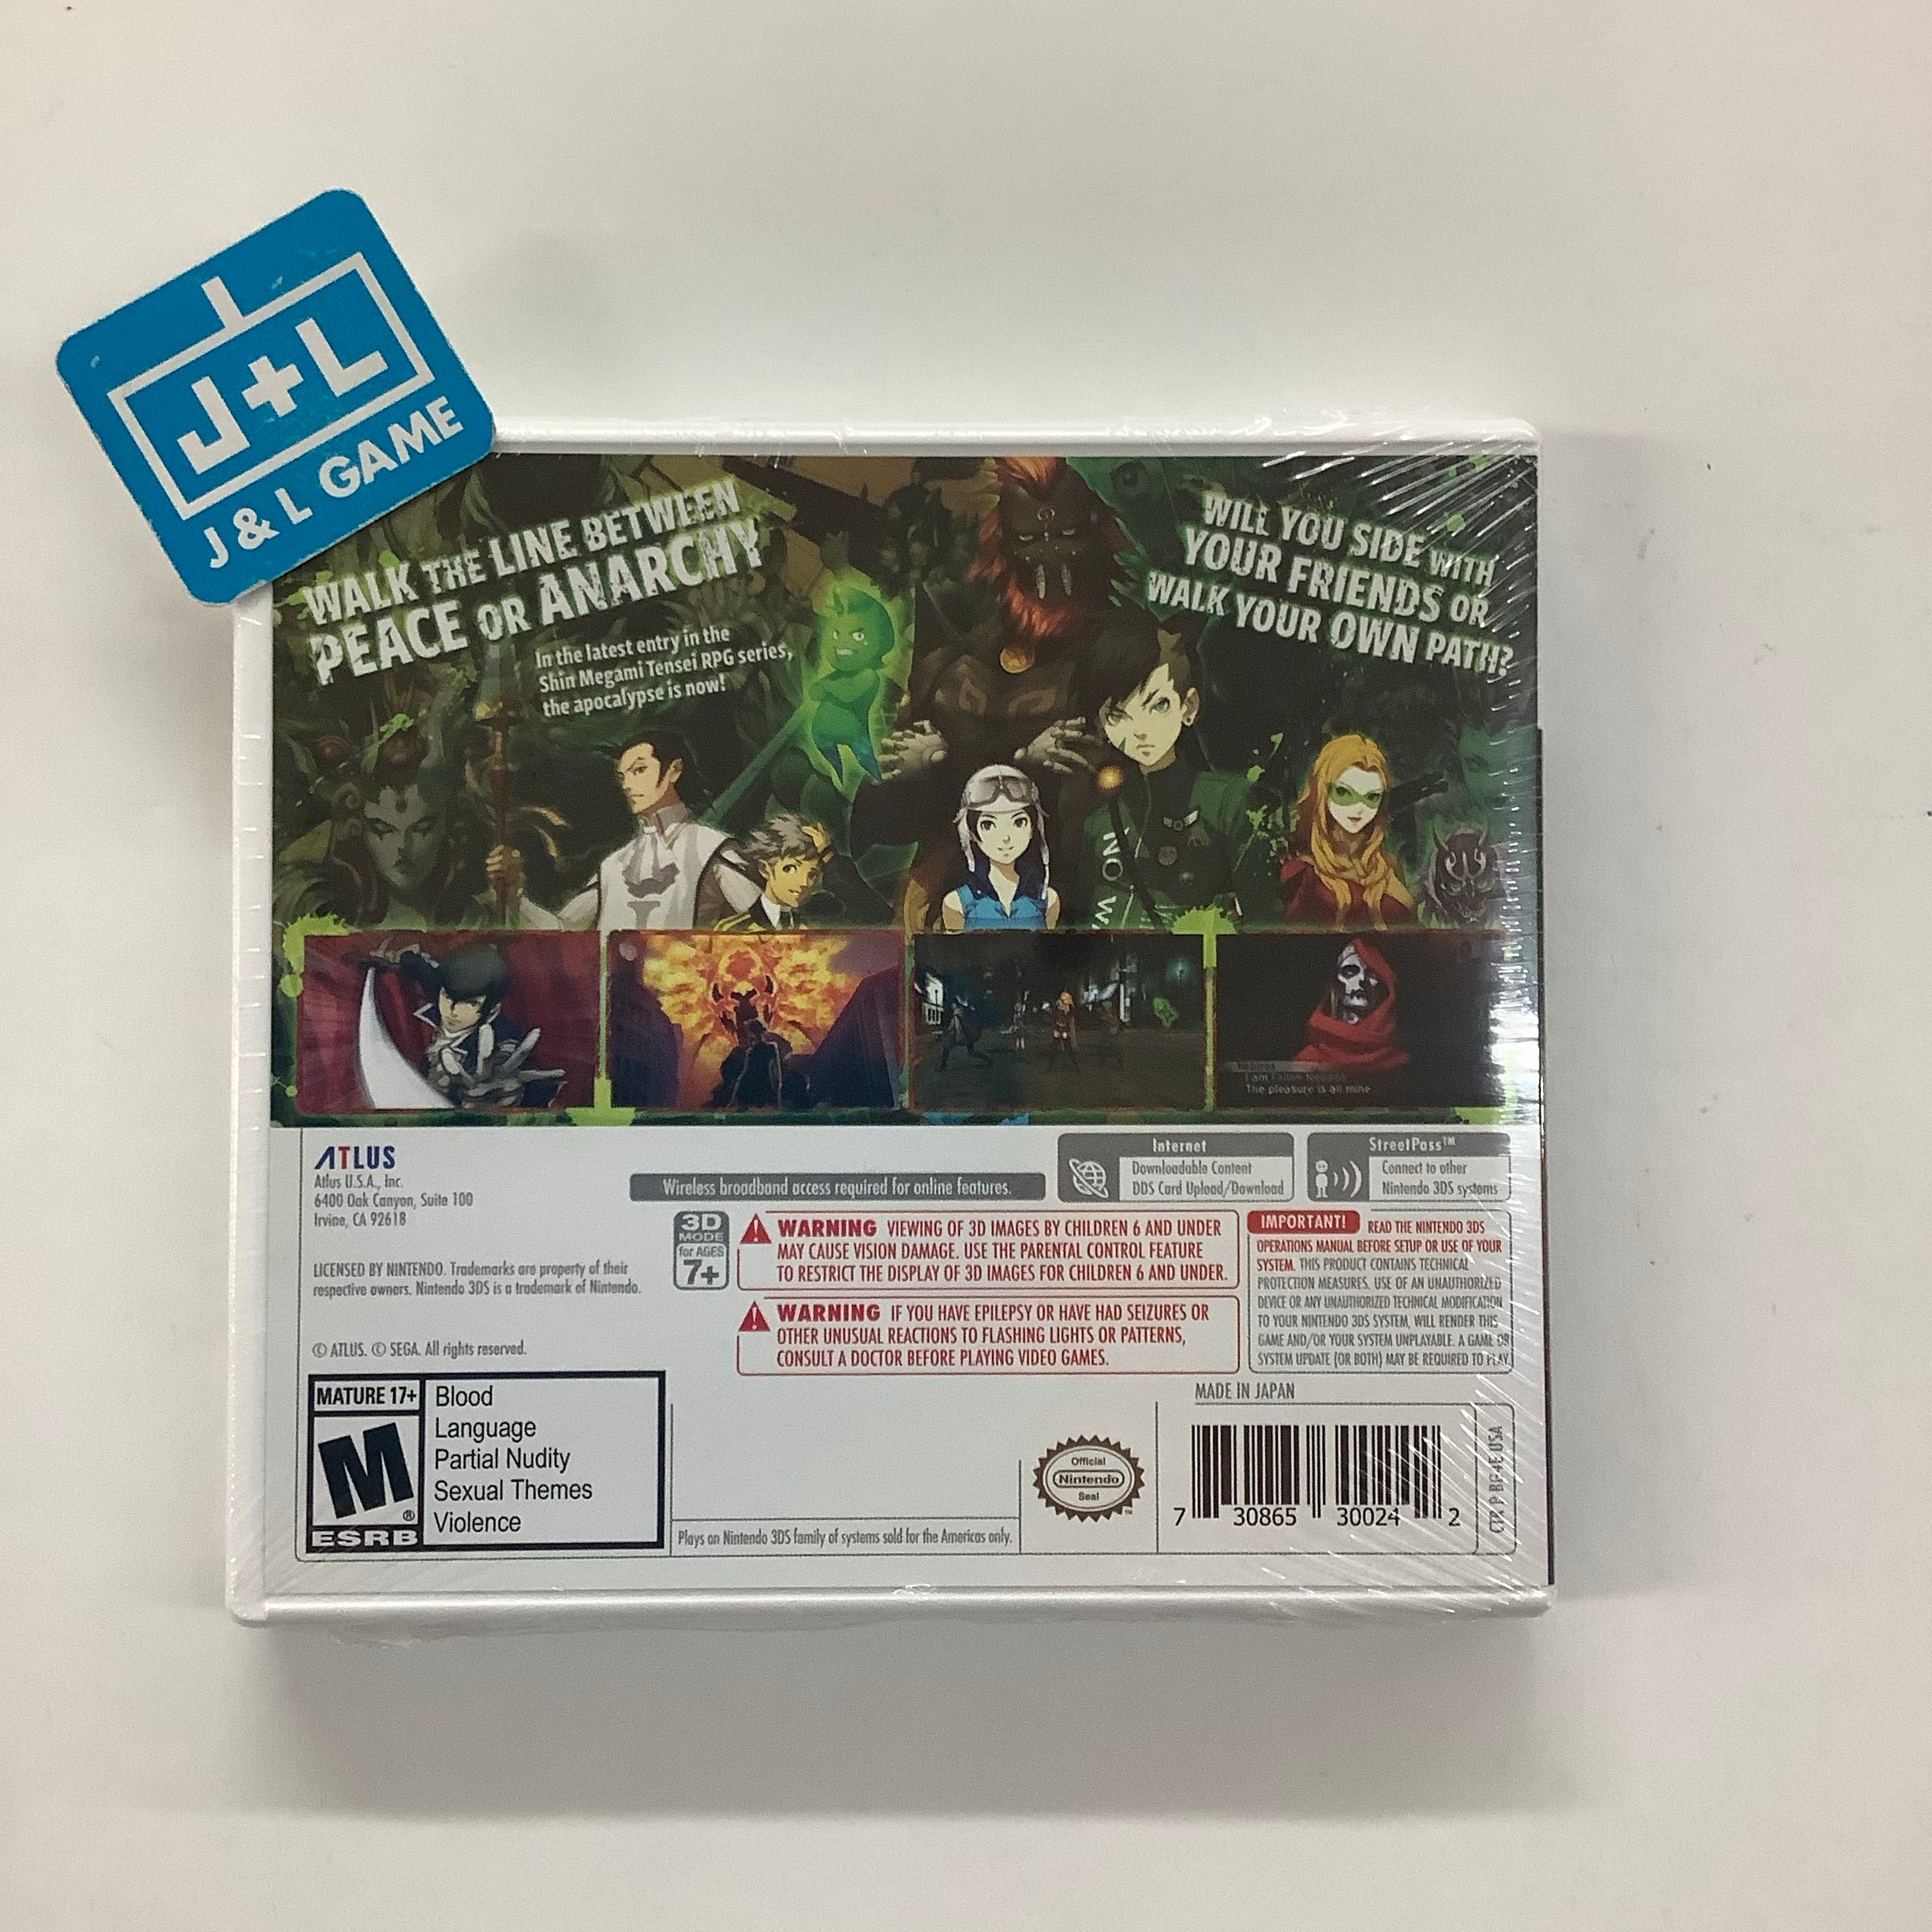 J+L
J & L GAME
WALK THE LINE BETWEEN
PEACE OR ANARCHY
In the latest entry in the
Shin Megami Tensei RPG series,
the apocalypse is now!
WILL YOU SIDE WITH
YOUR FRIENDS OR
WALK YOUR OWN PATH?
NO
W
The pleasure is all mine
ATLUS
Atlus U.S.A., Inc.
6400 Oak Canyon, Suite 100
Irvine, CA 92618
LICENSED BY NINTENDO. Trademarks are property of their
respective owners. Nintendo 3DS is a trademark of Nintendo.
© ATLUS. © SEGA. All rights reserved.
Wireless broadband access required for online features.
Internet
Downloadable Content
DDS Card Upload/Download
StreetPass™
Connect to other
Nintendo 3DS systems
3D
MODE
for AGES
7+
WARNING VIEWING OF 3D IMAGES BY CHILDREN 6 AND UNDER
MAY CAUSE VISION DAMAGE. USE THE PARENTAL CONTROL FEATURE
TO RESTRICT THE DISPLAY OF 3D IMAGES FOR CHILDREN 6 AND UNDER.
WARNING IF YOU HAVE EPILEPSY OR HAVE HAD SEIZURES OR
OTHER UNUSUAL REACTIONS TO FLASHING LIGHTS OR PATTERNS,
CONSULT A DOCTOR BEFORE PLAYING VIDEO GAMES.
IMPORTANT! READ THE NINTENDO 3DS
OPERATIONS MANUAL BEFORE SETUP OR USE OF YOUR
SYSTEM. THIS PRODUCT CONTAINS TECHNICAL
PROTECTION MEASURES. USE OF AN UNAUTHORIZED
DEVICE OR ANY UNAUTHORIZED TECHNICAL MODIFICATION
TO YOUR NINTENDO 3DS SYSTEM, WILL RENDER THIS
GAME AND/OR YOUR SYSTEM UNPLAYABLE. A GAME OR
SYSTEM UPDATE (OR BOTH) MAY BE REQUIRED TO PLAY.
MATURE 17+
M
®
ESRB
Blood
Language
Partial Nudity
Sexual Themes
Violence
Plays on Nintendo 3DS family of systems sold for the Americas only.
Official
Nintendo
Seal
MADE IN JAPAN
7 30865 30024 2
USA